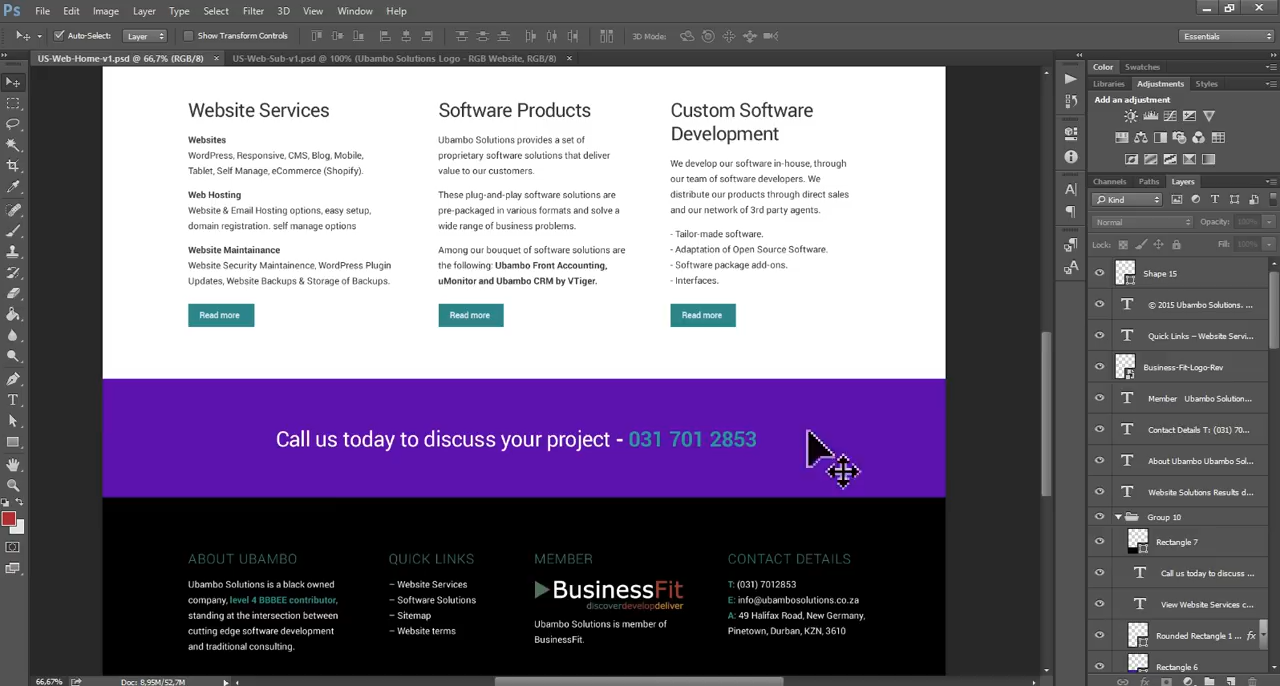 Ps File Edit Image Layer Type Select Filter 3D View Window Help
Auto-Select: Layer Show Transform Controls 3D Mode: Essentials
US-Web-Home-v1.psd @ 66,7% (RGB/8) × US-Web-Sub-v1.psd @ 100% (Ubambo Solutions Logo - RGB Website, RGB/8) ×
Website Services
Websites
WordPress, Responsive, CMS, Blog, Mobile,
Tablet, Self Manage, eCommerce (Shopify).
Web Hosting
Website & Email Hosting options, easy setup,
domain registration. self manage options
Website Maintainance
Website Security Maintainence, WordPress Plugin
Updates, Website Backups & Storage of Backups.
Read more
Software Products
Ubambo Solutions provides a set of
proprietary software solutions that deliver
value to our customers.
These plug-and-play software solutions are
pre-packaged in various formats and solve a
wide range of business problems.
Among our bouquet of software solutions are
the following: Ubambo Front Accounting,
uMonitor and Ubambo CRM by VTiger.
Read more
Custom Software
Development
We develop our software in-house, through
our team of software developers. We
distribute our products through direct sales
and our network of 3rd party agents.
- Tailor-made software.
- Adaptation of Open Source Software.
- Software package add-ons.
- Interfaces.
Read more
Call us today to discuss your project - 031 701 2853
ABOUT UBAMBO
Ubambo Solutions is a black owned
company, level 4 BBBEE contributor,
standing at the intersection between
cutting edge software development
and traditional consulting.
QUICK LINKS
– Website Services
– Software Solutions
– Sitemap
– Website terms
MEMBER
BusinessFit
discoverdevelopdeliver
Ubambo Solutions is member of
BusinessFit.
CONTACT DETAILS
T: (031) 7012853
E: info@ubambosolutions.co.za
A: 49 Halifax Road, New Germany,
Pinetown, Durban, KZN, 3610
66,67% Doc: 8,95M/52,7M
Color Swatches
Libraries Adjustments Styles
Add an adjustment
Channels Paths Layers
Kind
Normal Opacity: 100%
Lock: Fill: 100%
Shape 15
© 2015 Ubambo Solutions. ...
Quick Links – Website Servi...
Business-Fit-Logo-Rev
Member Ubambo Solution...
Contact Details T: (031) 70...
About Ubambo Ubambo Sol...
Website Solutions Results d...
Group 10
Rectangle 7
Call us today to discuss ...
View Website Services c...
Rounded Rectangle 1 ... fx
Rectangle 6